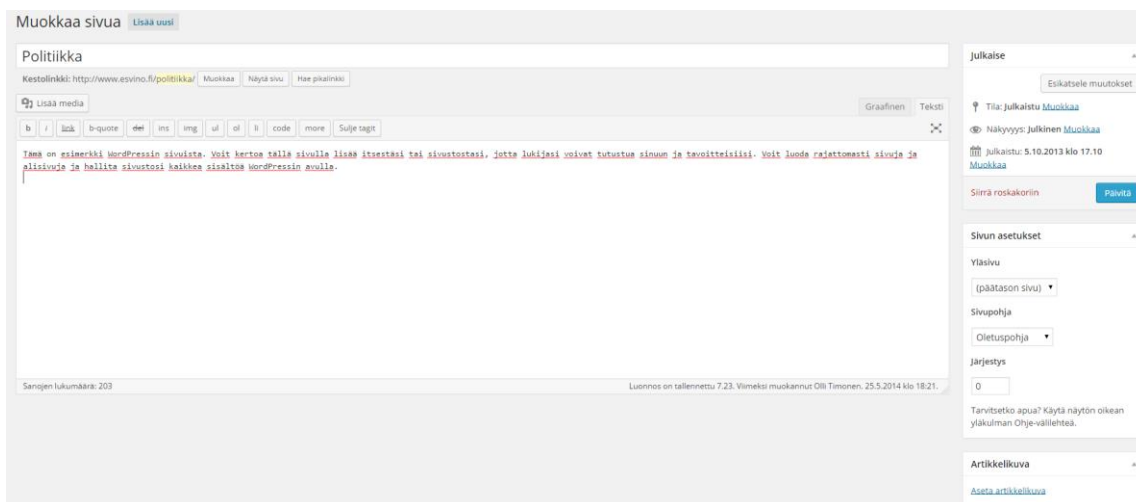 Muokkaa sivua Lisää uusi
Politiikka
Kestolinkki: http://www.esvino.fi/politiikka/ Muokkaa Näytä sivu Hae pikalinkki
Lisää media
Graafinen Teksti
b i link b-quote del ins img ul ol li code more Sulje tagit
Tämä on esimerkki WordPressin sivuista. Voit kertoa tällä sivulla lisää itsestäsi tai sivustostasi, jotta lukijasi voivat tutustua sinuun ja tavoitteisiisi. Voit luoda rajattomasti sivuja ja
alisivuja ja hallita sivustosi kaikkea sisältöä WordPressin avulla.
Sanojen lukumäärä: 203
Luonnos on tallennettu 7.23. Viimeksi muokannut Olli Timonen. 25.5.2014 klo 18:21.
Julkaise
Esikatsele muutokset
Tila: Julkaistu Muokkaa
Näkyvyys: Julkinen Muokkaa
Julkaistu: 5.10.2013 klo 17.10
Muokkaa
Siirrä roskakoriin
Päivitä
Sivun asetukset
Yläsivu
(päätason sivu)
Sivupohja
Oletuspohja
Järjestys
0
Tarvitsetko apua? Käytä näytön oikean
yläkulman Ohje-välilehteä.
Artikkelikuva
Aseta artikkelikuva